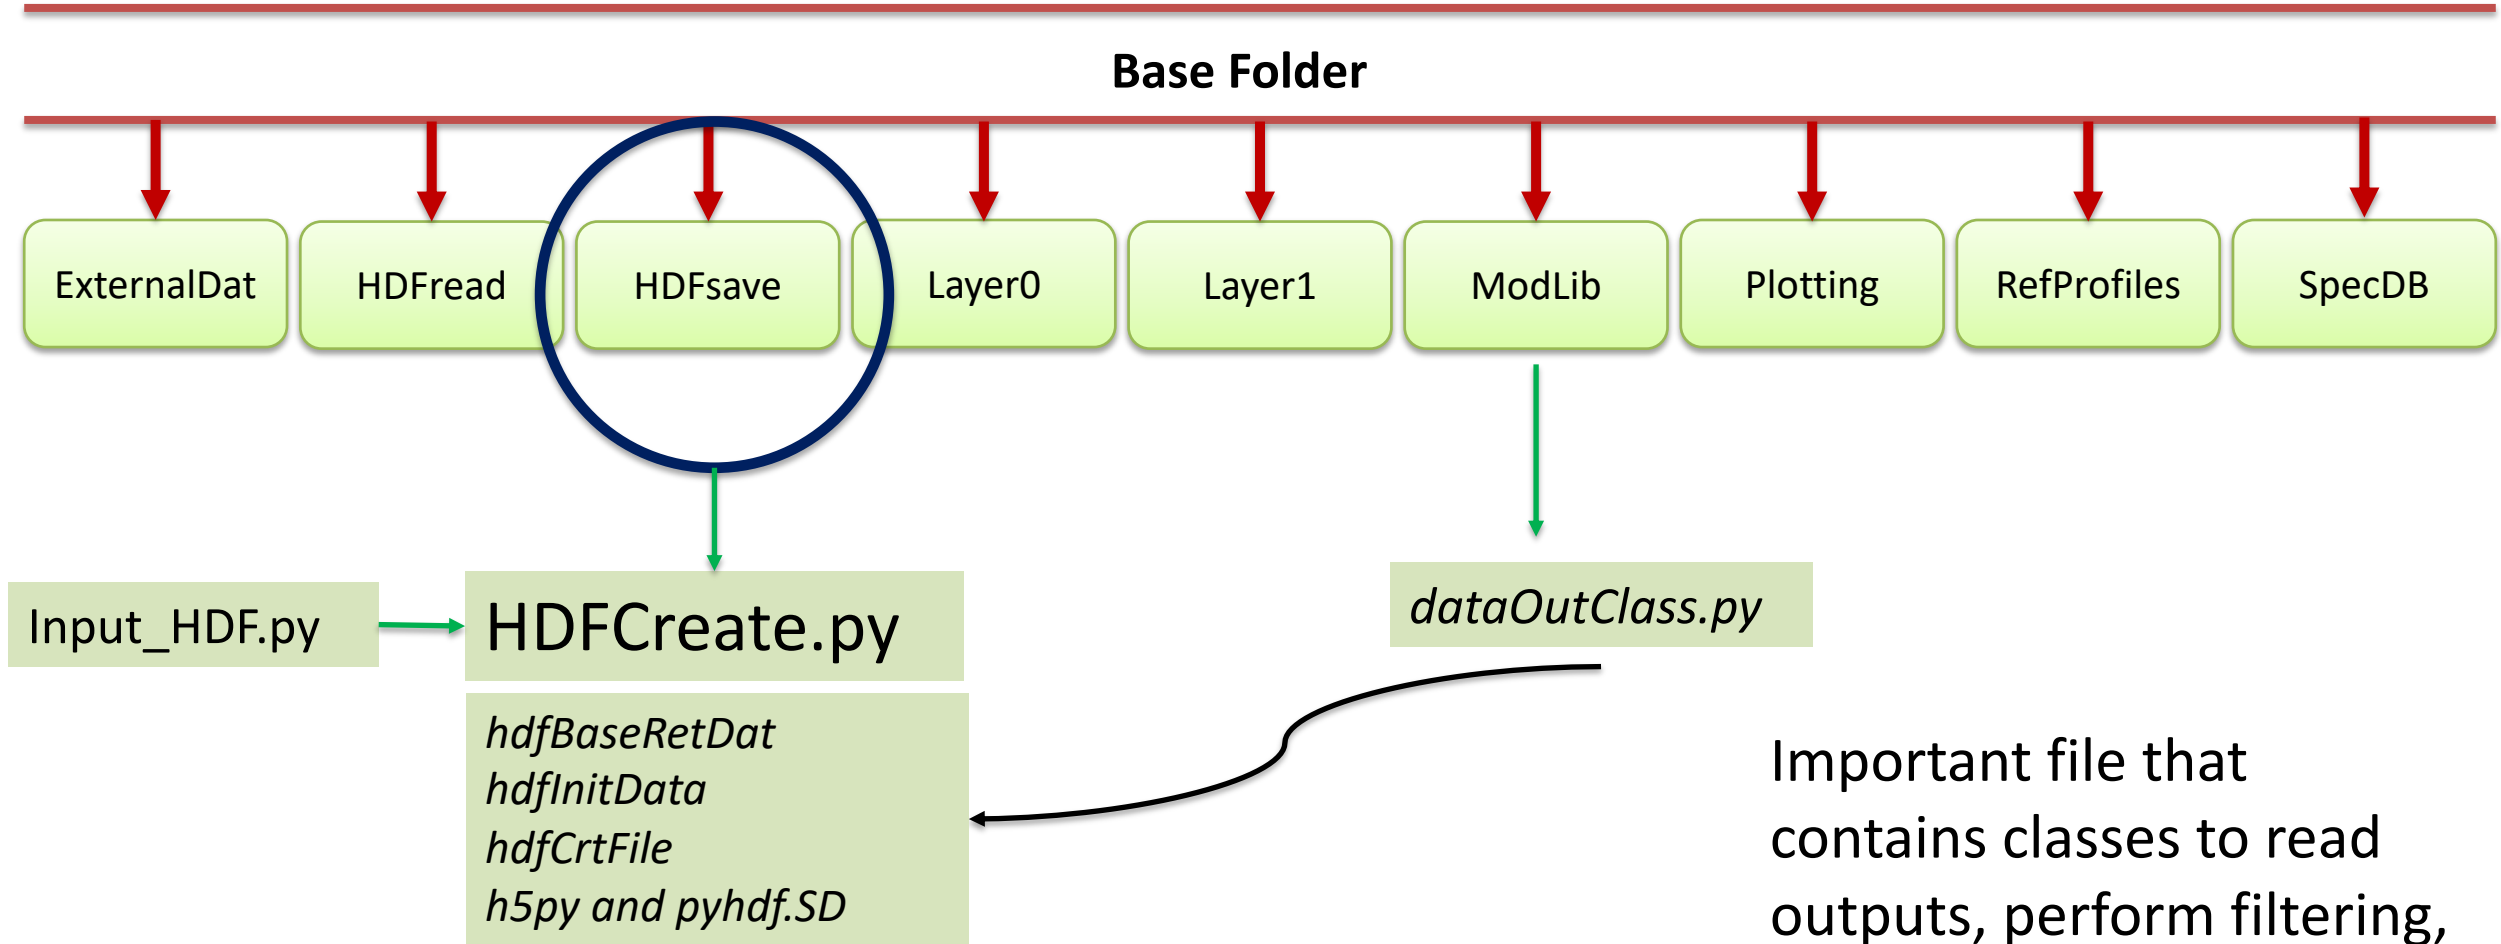 Base Folder
ExternalDat
HDFread
HDFsave
Layer0
Layer1
ModLib
Plotting
RefProfiles
SpecDB
Input_HDF.py
HDFCreate.py
dataOutClass.py
hdfBaseRetDat
hdfInitData
hdfCrtFile
h5py and pyhdf.SD
Important file that
contains classes to read
outputs, perform filtering,